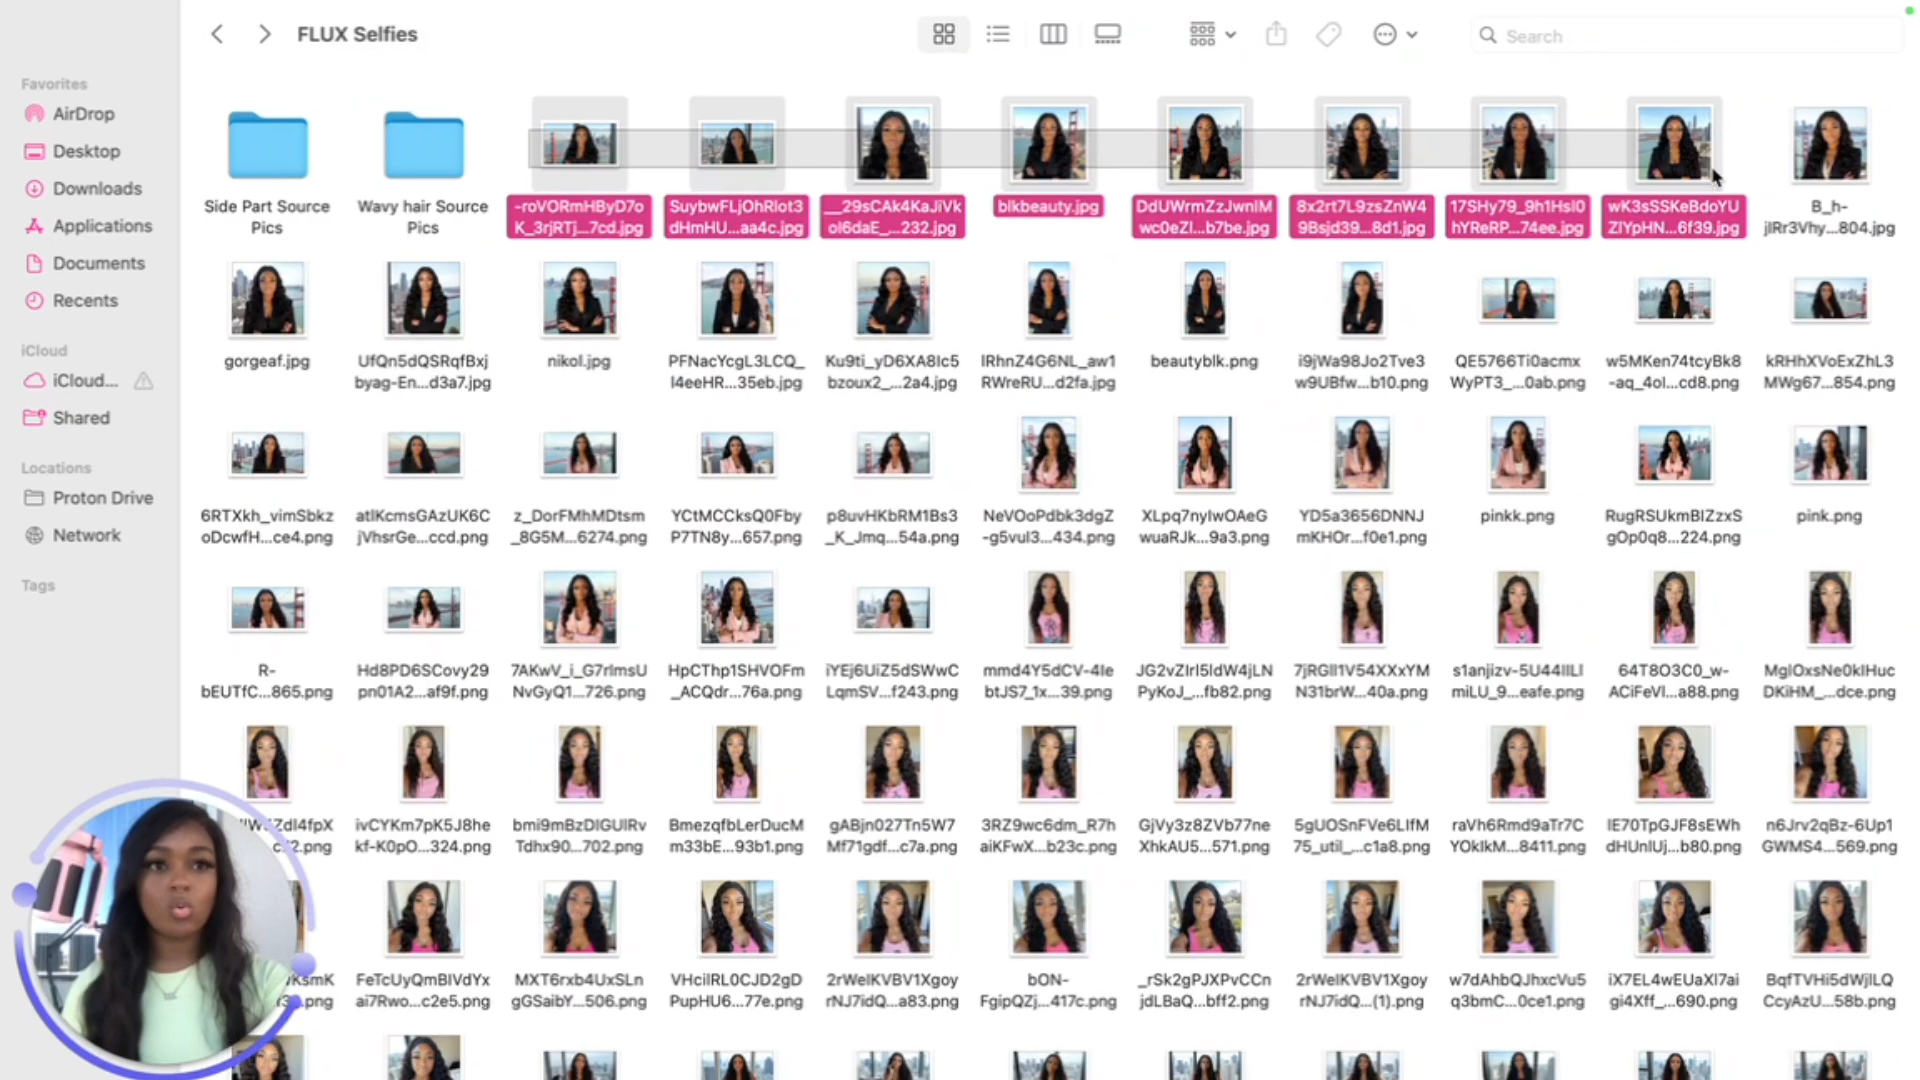 FLUX Selfies
Search
Favorites
AirDrop
Desktop
Downloads
Applications
Documents
Recents
iCloud
iCloud...
Shared
Locations
Proton Drive
Network
Tags
Side Part Source
Pics
Wavy hair Source
Pics
-roVORmHByD7o
K_3rjRTj...7cd.jpg
SuybwFLjOhRlot3
dHmHU...aa4c.jpg
__29sCAk4KaJiVk
ol6daE_...232.jpg
blkbeauty.jpg
DdUWrmZzJwnlM
wc0eZl...b7be.jpg
8x2rt7L9zsZnW4
9Bsjd39...8d1.jpg
17SHy79_9h1Hsl0
hYReRP...74ee.jpg
wK3sSSKeBdoYU
ZlYpHN...6f39.jpg
B_h-
jlRr3Vhy...804.jpg
gorgeaf.jpg
UfQn5dQSRqfBxj
byag-En...d3a7.jpg
nikol.jpg
PFNacYcgL3LCQ_
l4eeHR...35eb.jpg
Ku9ti_yD6XA8Ic5
bzoux2_...2a4.jpg
lRhnZ4G6NL_aw1
RWreRU...d2fa.jpg
beautyblk.png
i9jWa98Jo2Tve3
w9UBfw...b10.png
QE5766Ti0acmx
WyPT3_...0ab.png
w5MKen74tcyBk8
-aq_4ol...cd8.png
kRHhXVoExZhL3
MWg67...854.png
6RTXkh_vimSbkz
oDcwfH...ce4.png
atlKcmsGAzUK6C
jVhsrGe...ccd.png
z_DorFMhMDtsm
_8G5M...6274.png
YCtMCCksQ0Fby
P7TN8y...657.png
p8uvHKbRM1Bs3
_K_Jmq...54a.png
NeVOoPdbk3dgZ
-g5vul3...434.png
XLpq7nylwOAeG
wuaRJk...9a3.png
YD5a3656DNNJ
mKHOr...f0e1.png
pinkk.png
RugRSUkmBIZzxS
gOp0q8...224.png
pink.png
R-
bEUTfC...865.png
Hd8PD6SCovy29
pn01A2...af9f.png
7AKwV_i_G7rlmsU
NvGyQ1...726.png
HpCThp1SHVOFm
_ACQdr...76a.png
iYEj6UiZ5dSWwC
LqmSV...f243.png
mmd4Y5dCV-4Ie
btJS7_1x...39.png
JG2vZIrl5ldW4jLN
PyKoJ_...fb82.png
7jRGll1V54XXxYM
N31brW...40a.png
s1anjizv-5U44IlLl
miLU_9...eafe.png
64T8O3C0_w-
ACiFeVl...a88.png
MglOxsNe0klHuc
DKiHM_...dce.png
ivCYKm7pK5J8he
kf-K0pO...324.png
bmi9mBzDIGUlRv
Tdhx90...702.png
BmezqfbLerDucM
m33bE...93b1.png
gABjn027Tn5W7
Mf71gdf...c7a.png
3RZ9wc6dm_R7h
aiKFwX...b23c.png
GjVy3z8ZVb77ne
XhkAU5...571.png
5gUOSnFVe6LIfM
75_util_...c1a8.png
raVh6Rmd9aTr7C
YOklkM...8411.png
lE70TpGJF8sEWh
dHUnlUj...b80.png
n6Jrv2qBz-6Up1
GWMS4...569.png
FeTcUyQmBIVdYx
ai7Rwo...c2e5.png
MXT6rxb4UxSLn
gGSaibY...506.png
VHcilRL0CJD2gD
PupHU6...77e.png
2rWelKVBV1Xgoy
rNJ7idQ...a83.png
bON-
FgipQZj...417c.png
_rSk2gPJXPvCCn
jdLBaQ...bff2.png
2rWelKVBV1Xgoy
rNJ7idQ...(1).png
w7dAhbQJhxcVu5
q3bmC...0ce1.png
iX7EL4wEUaXl7ai
gi4Xff_...690.png
BqfTVHi5dWjlLQ
CcyAzU...58b.png